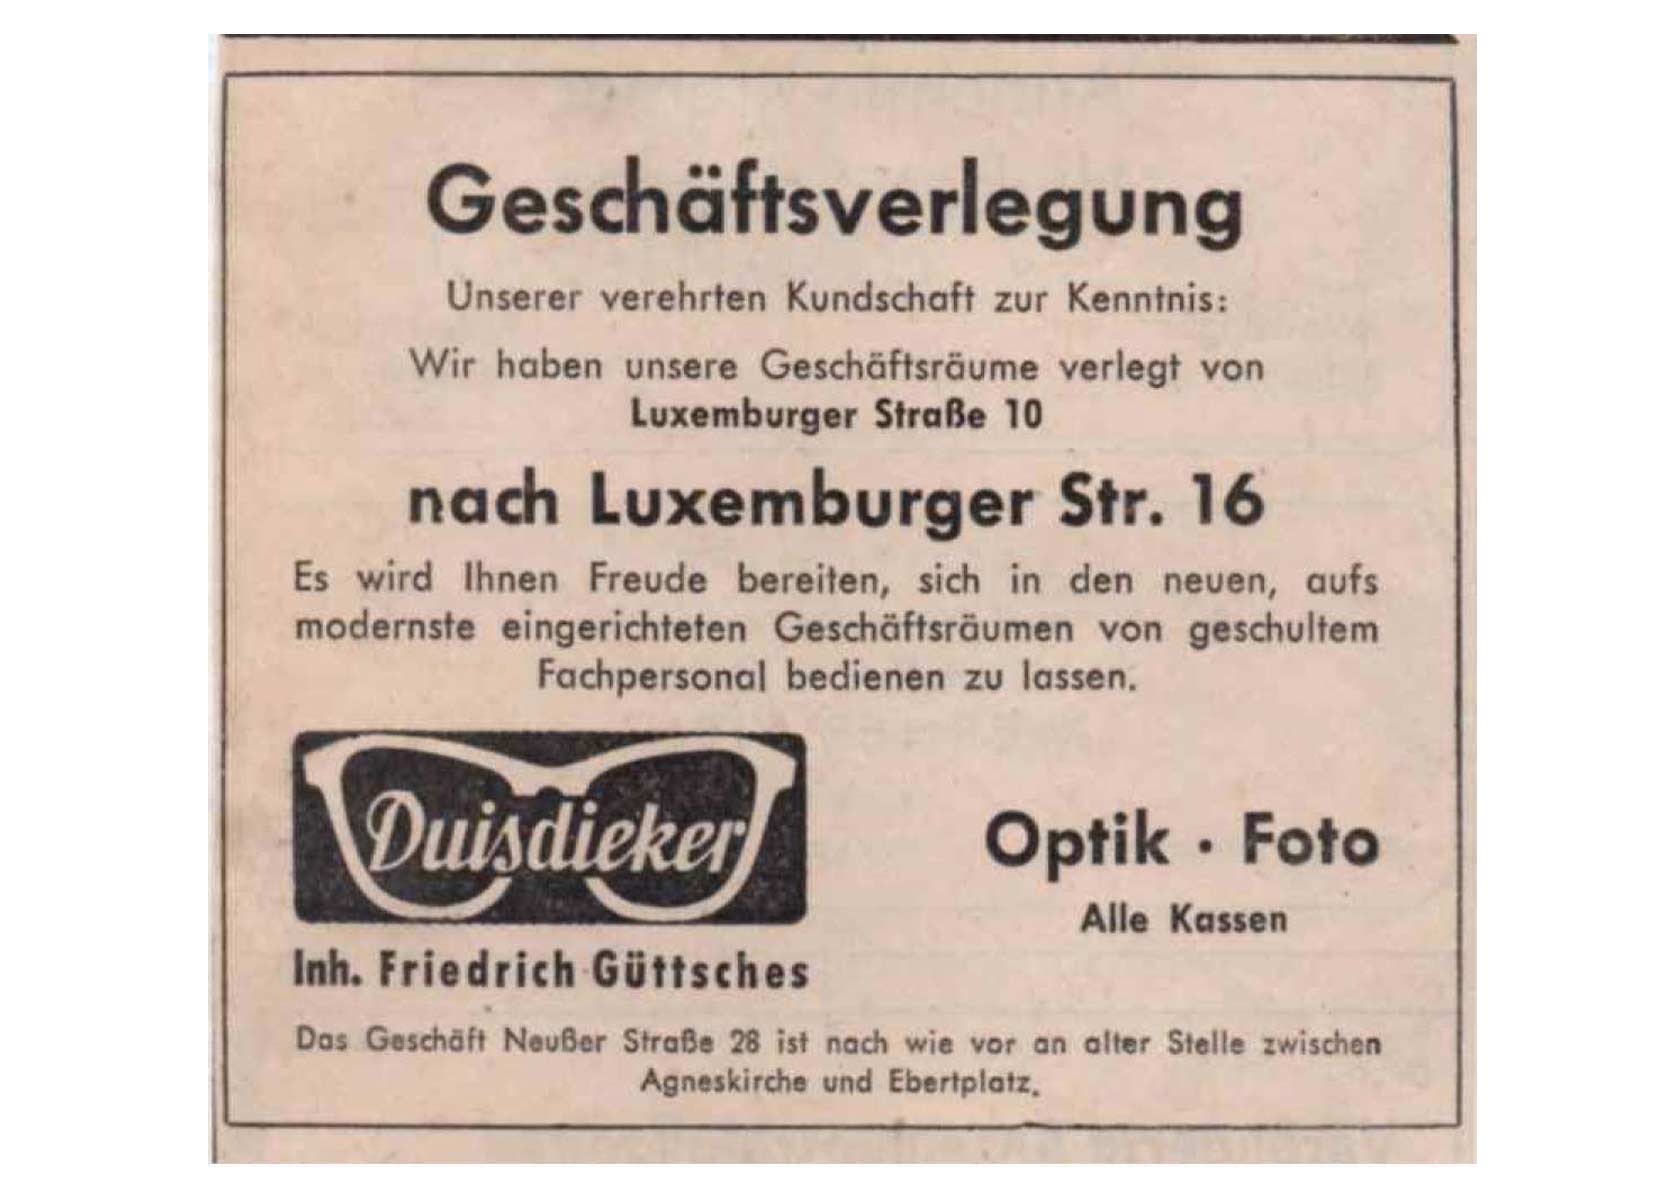 Geschäftsverlegung
Unserer verehrten Kundschaft zur Kenntnis:
Wir haben unsere Geschäftsräume verlegt von
Luxemburger Straße 10
nach Luxemburger Str. 16
Es wird Ihnen Freude bereiten, sich in den neuen, aufs
modernste eingerichteten Geschäftsräumen von geschultem
Fachpersonal bedienen zu lassen.
Duisdieker
Optik · Foto
Alle Kassen
Inh. Friedrich Güttsches
Das Geschäft Neußer Straße 28 ist nach wie vor an alter Stelle zwischen
Agneskirche und Ebertplatz.